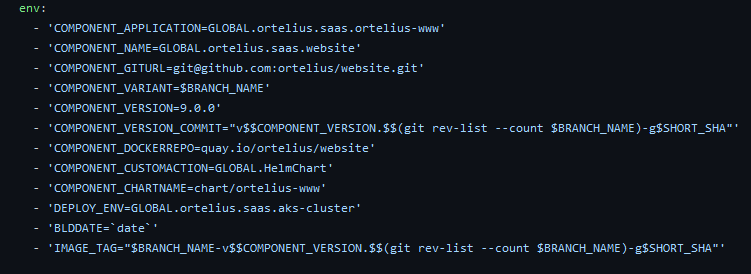 env:
- 'COMPONENT_APPLICATION=GLOBAL.ortelius.saas.ortelius-www'
- 'COMPONENT_NAME=GLOBAL.ortelius.saas.website'
- 'COMPONENT_GITURL=git@github.com:ortelius/website.git'
- 'COMPONENT_VARIANT=$BRANCH_NAME'
- 'COMPONENT_VERSION=9.0.0'
- 'COMPONENT_VERSION_COMMIT="v$$COMPONENT_VERSION.$$(git rev-list --count $BRANCH_NAME)-g$SHORT_SHA"'
- 'COMPONENT_DOCKERREPO=quay.io/ortelius/website'
- 'COMPONENT_CUSTOMACTION=GLOBAL.HelmChart'
- 'COMPONENT_CHARTNAME=chart/ortelius-www'
- 'DEPLOY_ENV=GLOBAL.ortelius.saas.aks-cluster'
- 'BLDDATE=`date`'
- 'IMAGE_TAG="$BRANCH_NAME-v$$COMPONENT_VERSION.$$(git rev-list --count $BRANCH_NAME)-g$SHORT_SHA"'